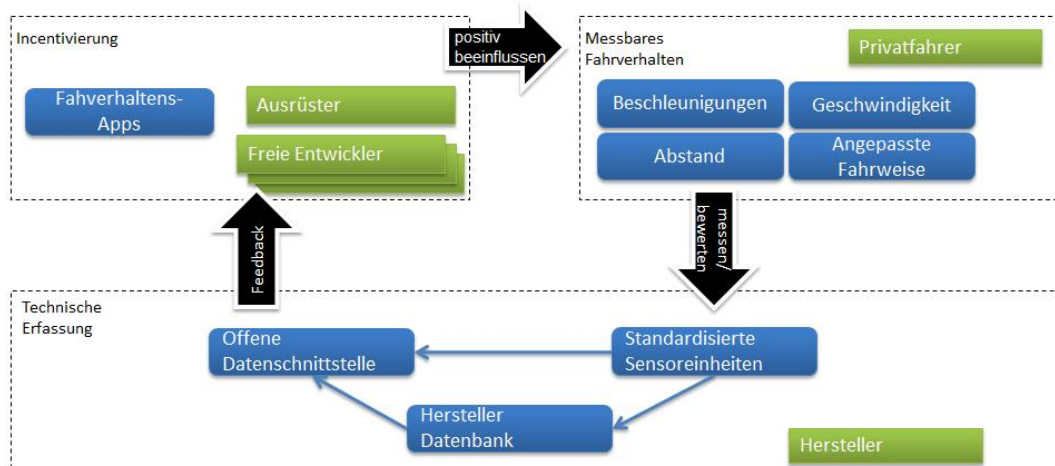 Incentivierung
Fahverhaltens-
Apps
Ausrüster
Freie Entwickler
positiv
beeinflussen
Messbares
Fahrverhalten
Privatfahrer
Beschleunigungen
Geschwindigkeit
Abstand
Angepasste
Fahrweise
messen/
bewerten
Feedback
Technische
Erfassung
Offene
Datenschnittstelle
Standardisierte
Sensoreinheiten
Hersteller
Datenbank
Hersteller